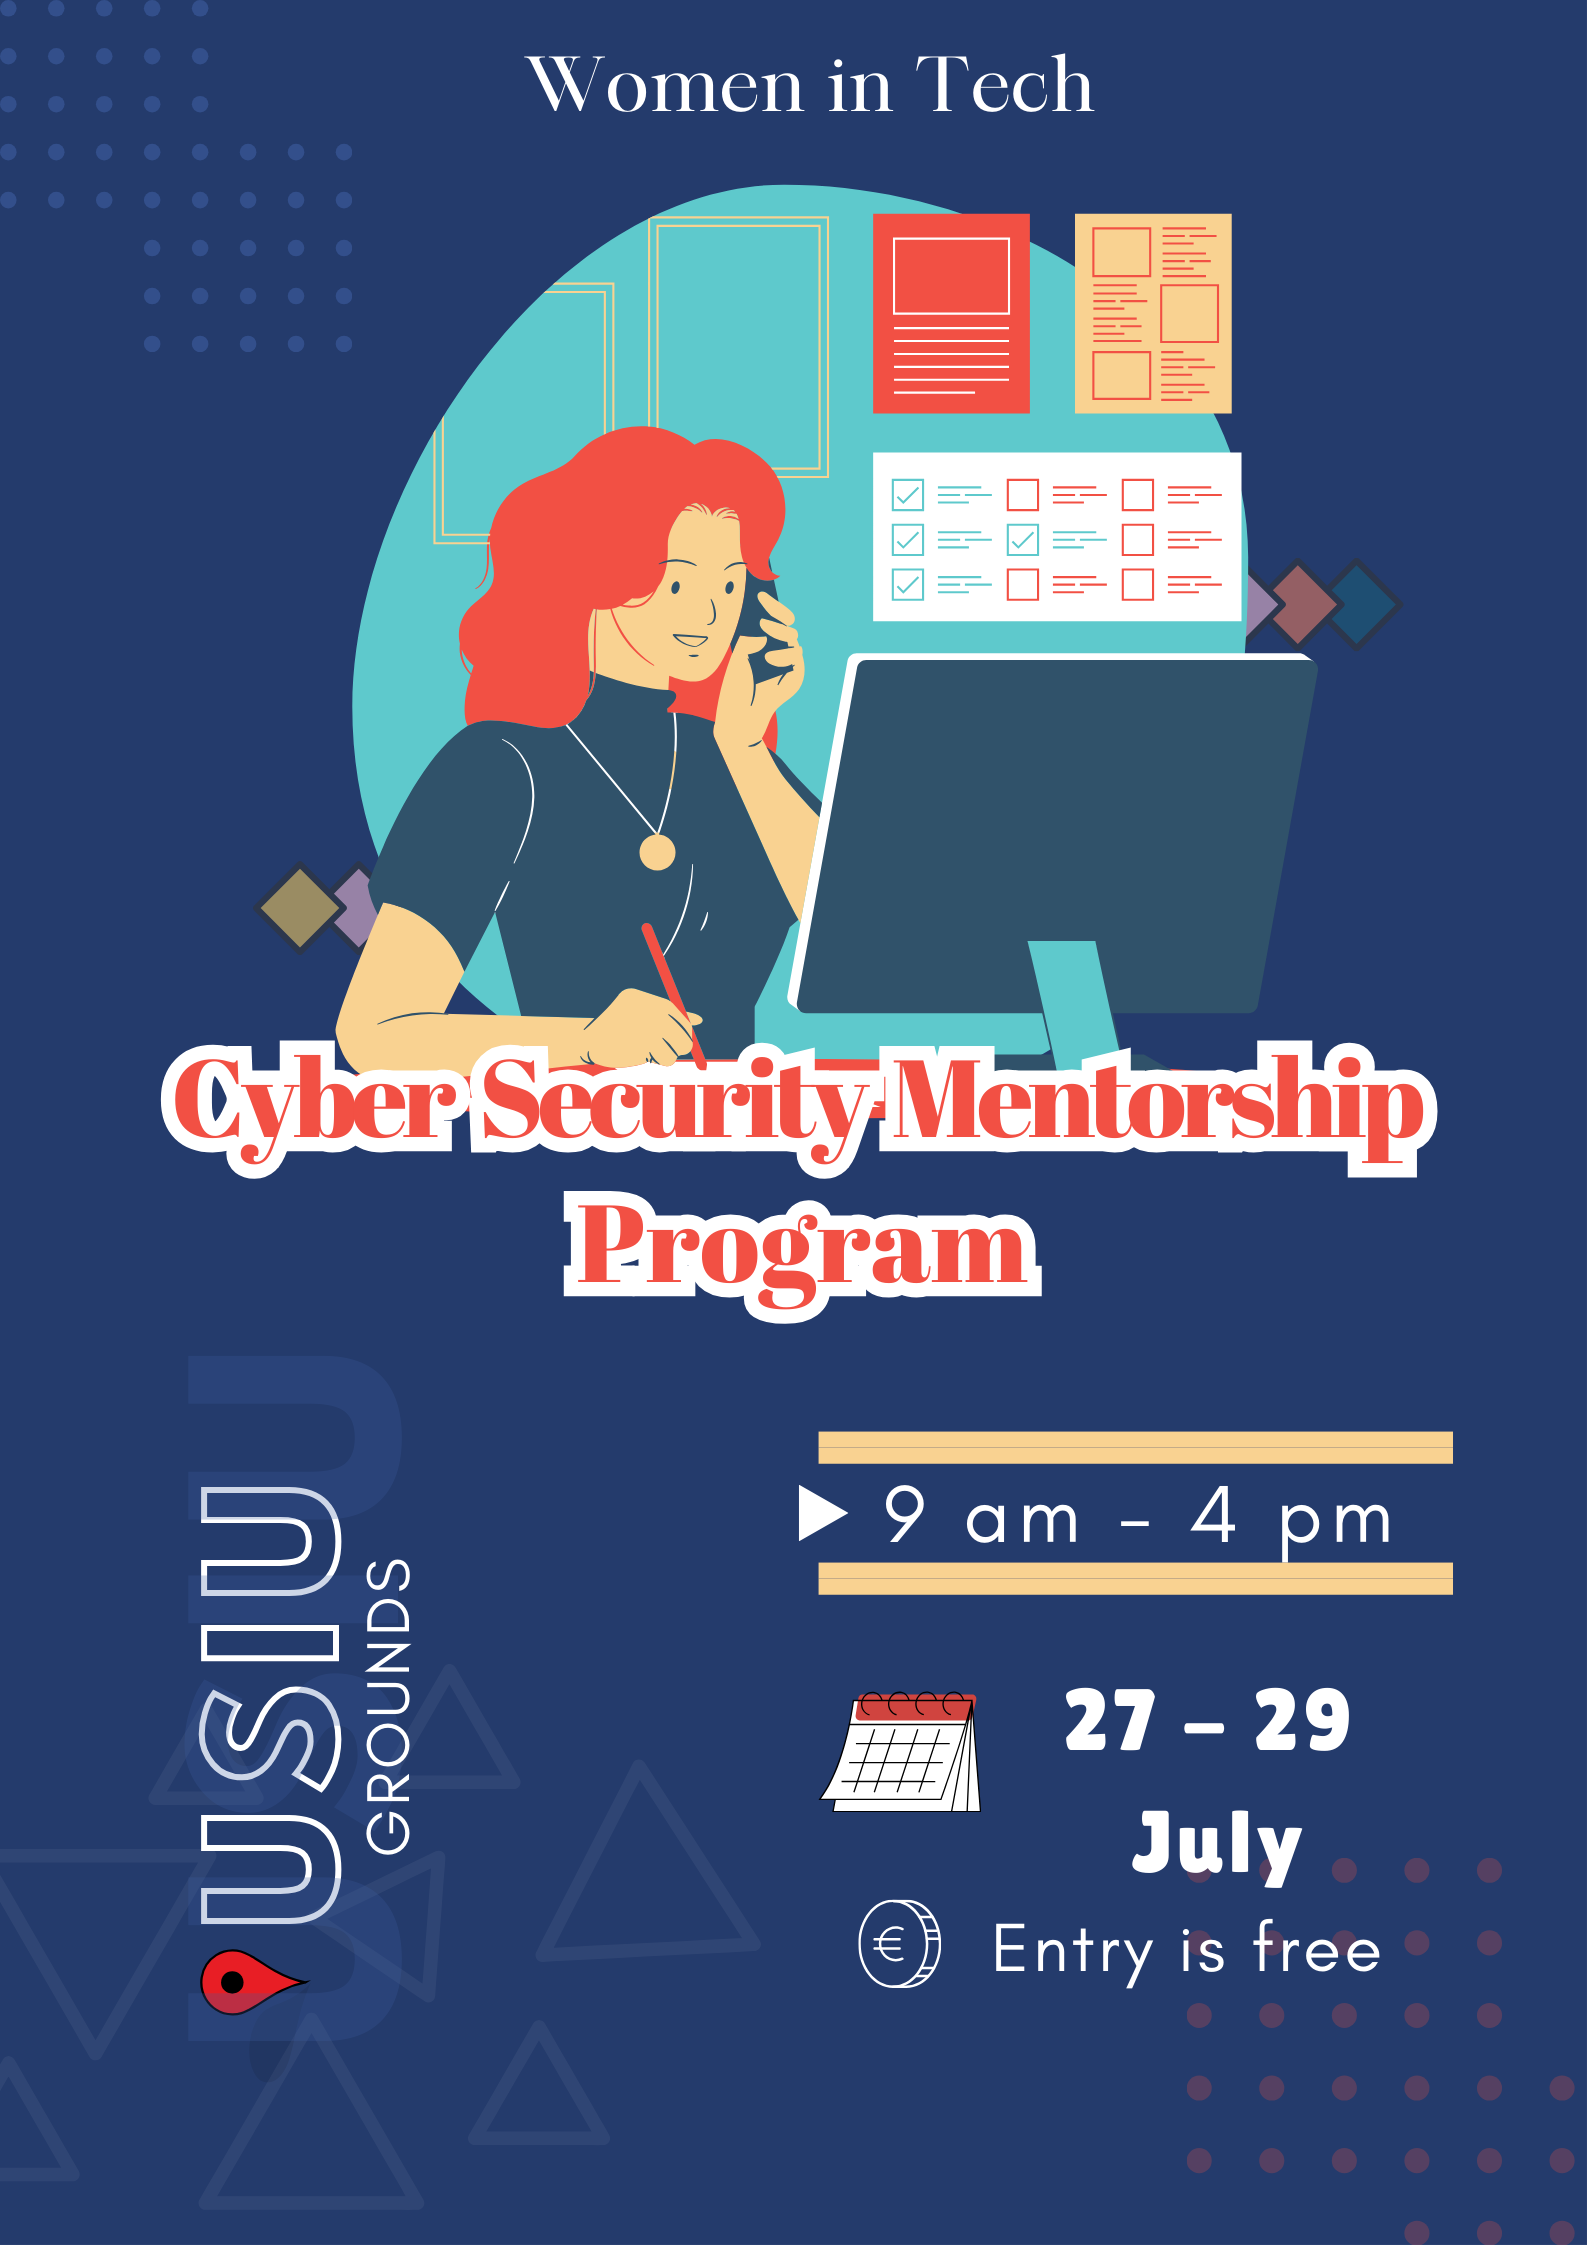 Women in Tech
Cyber Security Mentorship
Program
USIU
GROUNDS
9 am – 4 pm
27 – 29
July
€
Entry is free